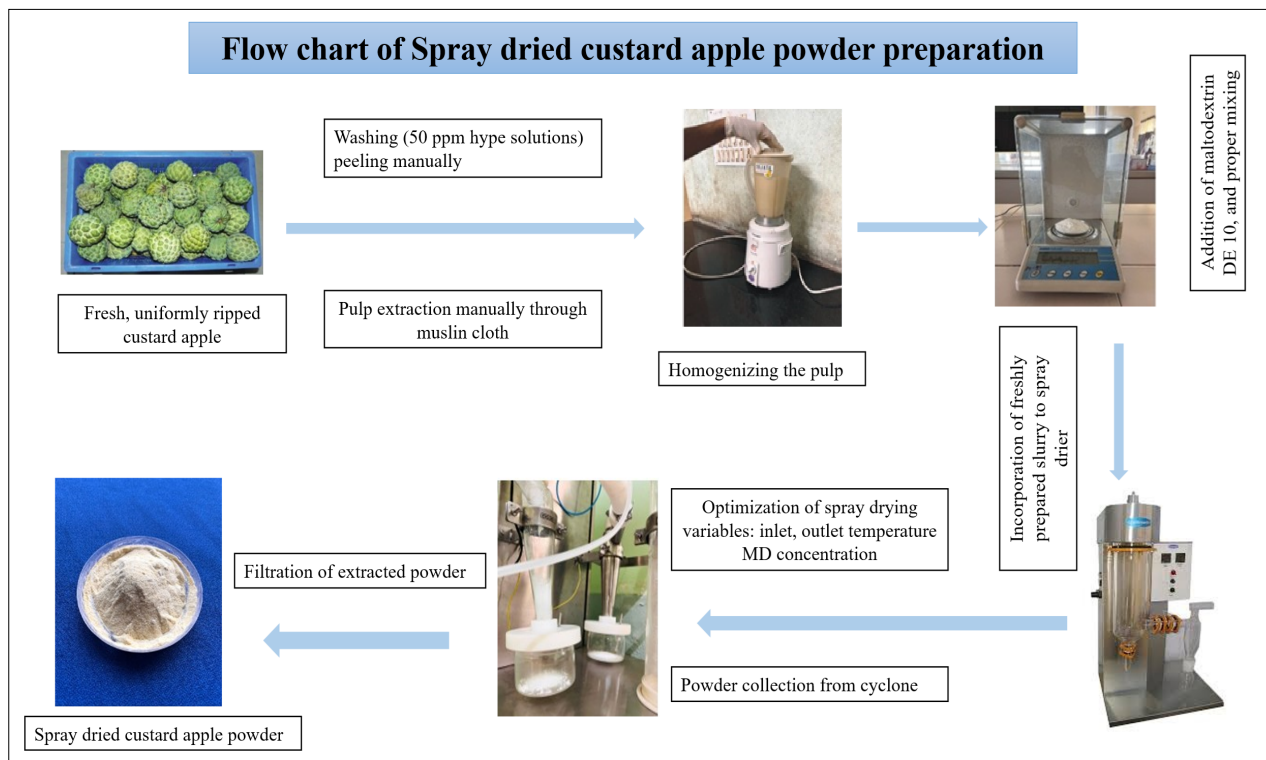 Flow chart of Spray dried custard apple powder preparation
Washing (50 ppm hype solutions)
peeling manually
Fresh, uniformly ripped
custard apple
Pulp extraction manually through
muslin cloth
Homogenizing the pulp
Addition of maltodextrin
DE 10, and proper mixing
Incorporation of freshly
prepared slurry to spray
drier
Optimization of spray drying
variables: inlet, outlet temperature
MD concentration
Powder collection from cyclone
Filtration of extracted powder
Spray dried custard apple powder